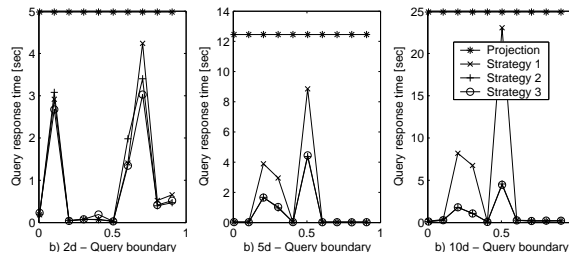 Query response time [sec]
5
4
3
2
1
0
0
0.5
1
b) 2d – Query boundary
Query response time [sec]
14
12
10
8
6
4
2
0
0
0.5
1
b) 5d – Query boundary
Query response time [sec]
25
20
15
10
5
0
0
0.5
1
b) 10d – Query boundary
Projection
Strategy 1
Strategy 2
Strategy 3